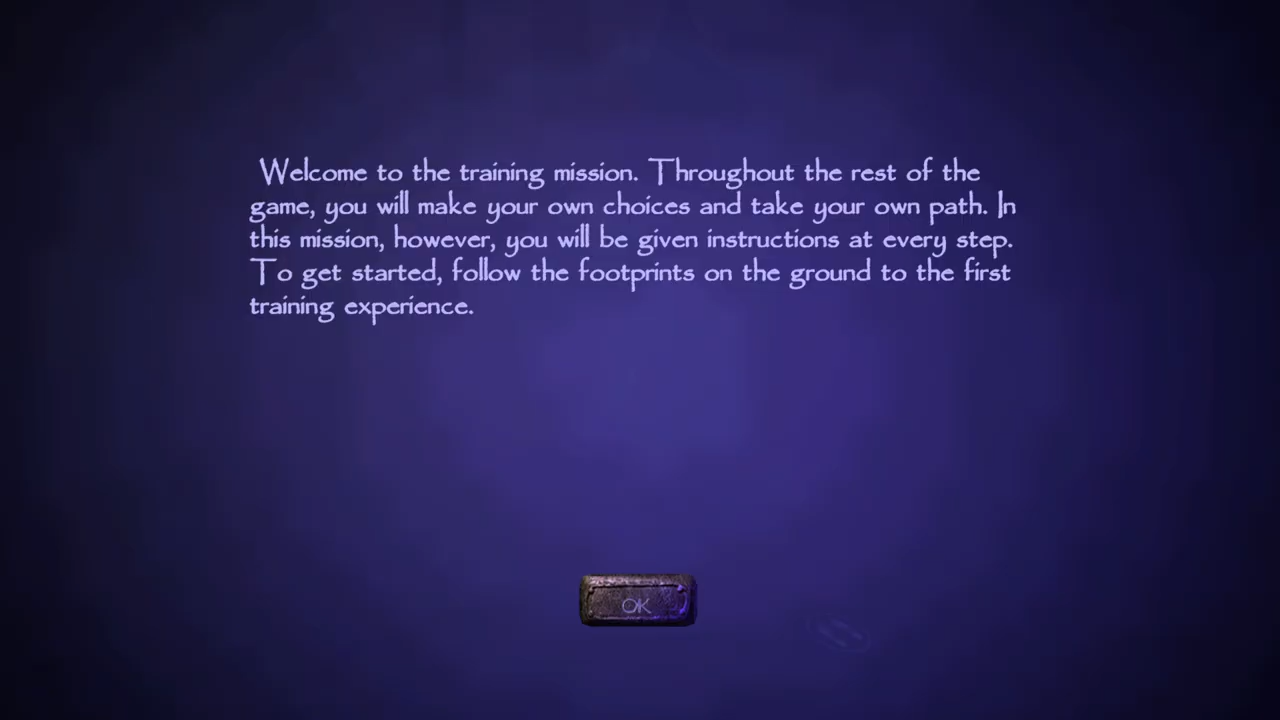 Welcome to the training mission. Throughout the rest of the
game, you will make your own choices and take your own path. In
this mission, however, you will be given instructions at every step.
To get started, follow the footprints on the ground to the first
training experience.
OK